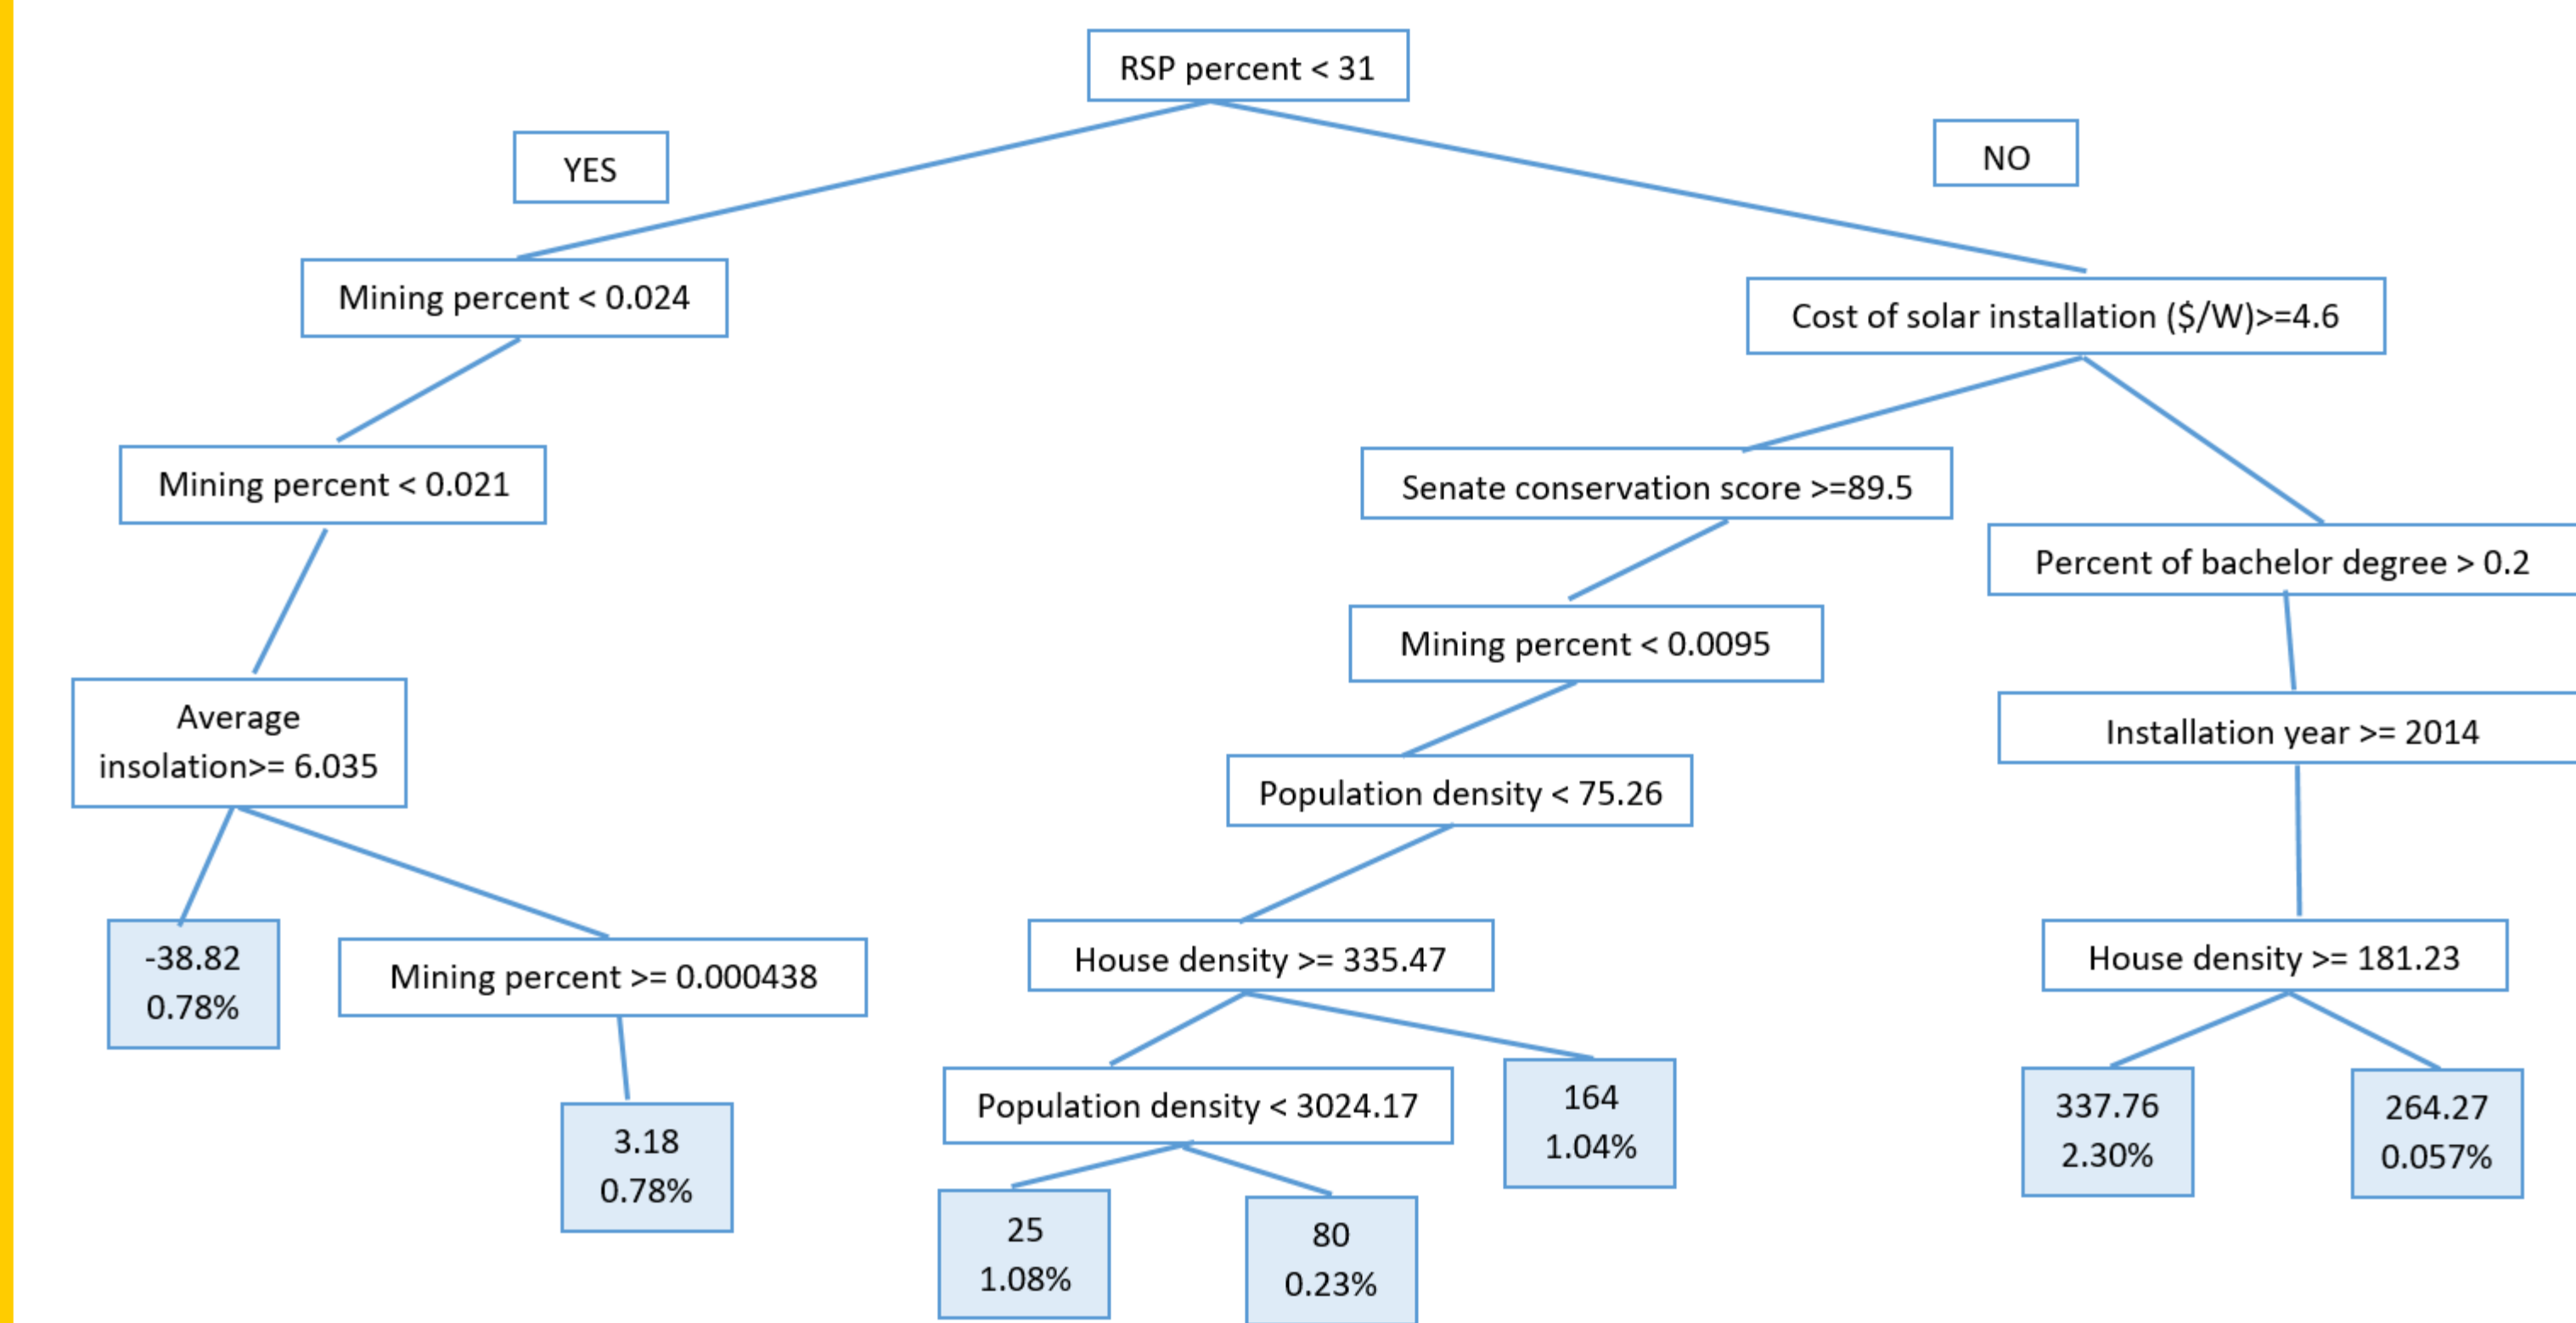 RSP percent < 31
YES
NO
Mining percent < 0.024
Cost of solar installation ($/W)>=4.6
Mining percent < 0.021
Senate conservation score >=89.5
Percent of bachelor degree > 0.2
Mining percent < 0.0095
Average
insolation>= 6.035
Installation year >= 2014
Population density < 75.26
-38.82
0.78%
Mining percent >= 0.000438
House density >= 335.47
House density >= 181.23
3.18
0.78%
Population density < 3024.17
164
1.04%
337.76
2.30%
264.27
0.057%
25
1.08%
80
0.23%